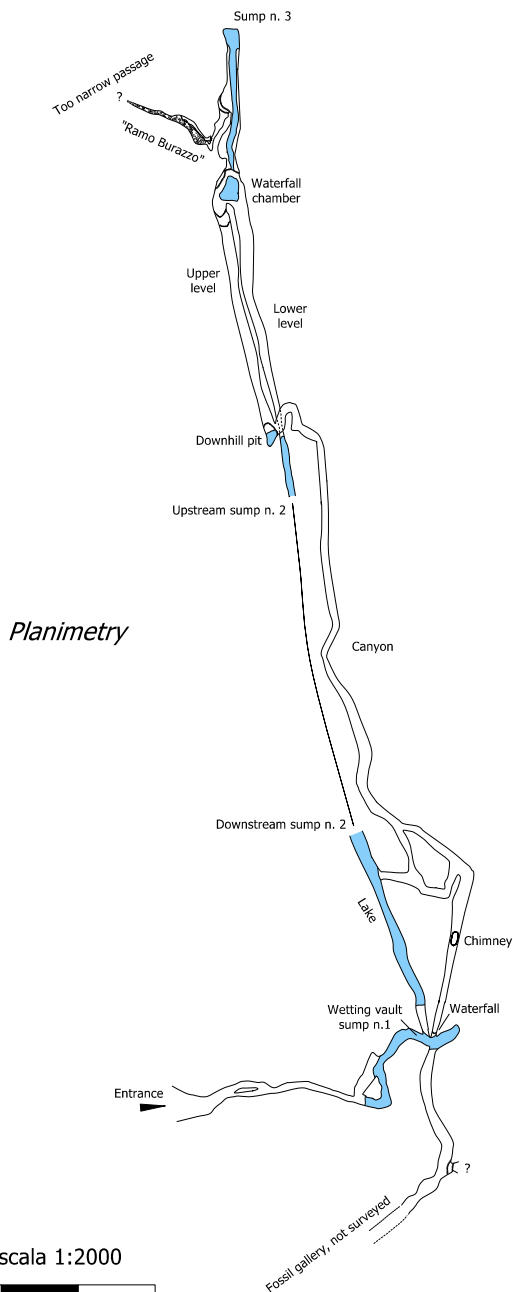 Sump n. 3
Too narrow passage
?
"Ramo Burazzo"
Waterfall
chamber
Upper
level
Lower
level
Downhill pit
Upstream sump n. 2
Planimetry
Canyon
Downstream sump n. 2
Lake
Chimney
Wetting vault
sump n.1
Waterfall
Entrance
?
Fossil gallery, not surveyed
scala 1:2000